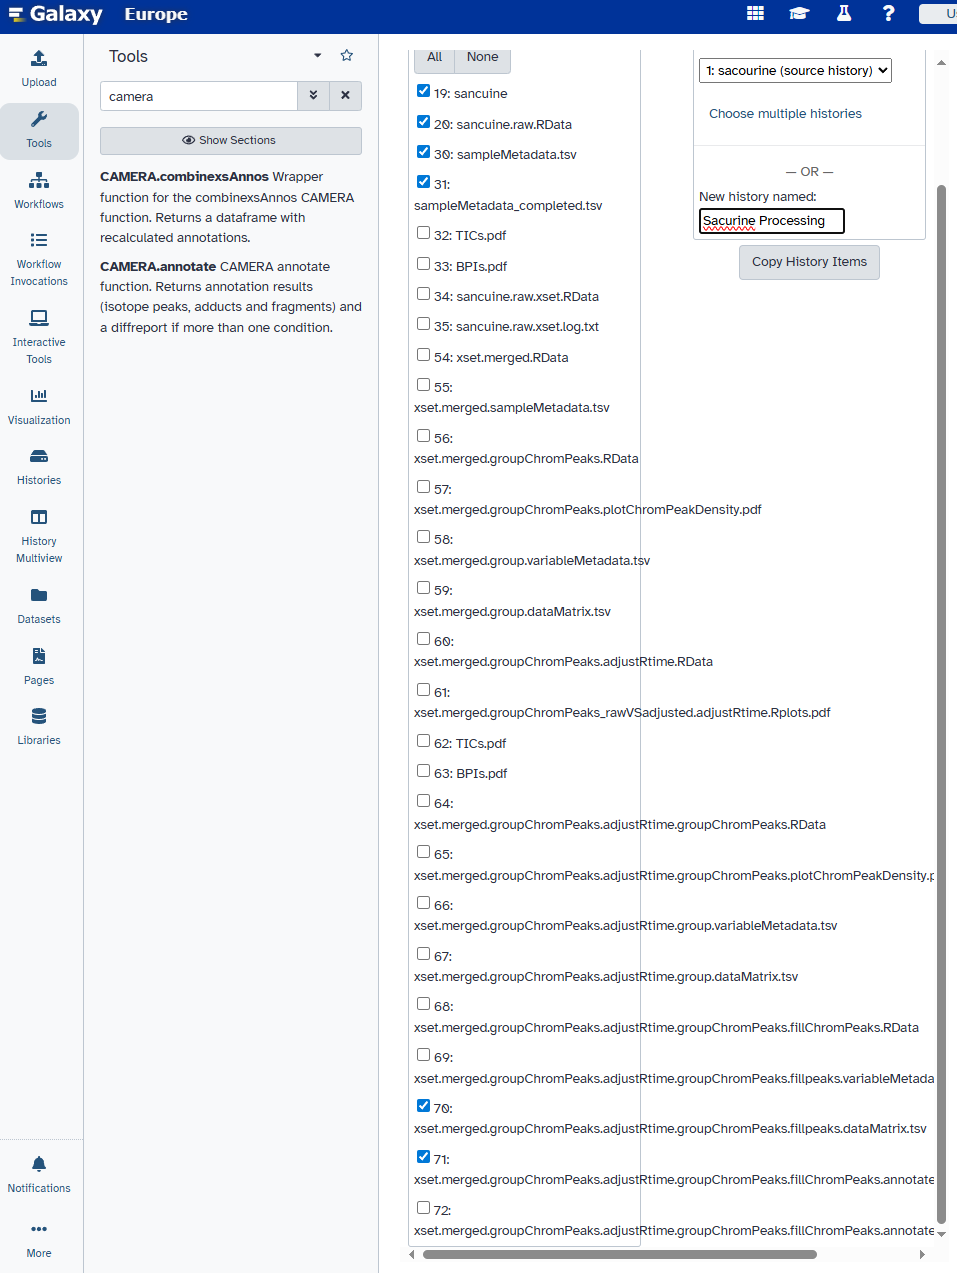 Galaxy Europe
Us
Upload
Tools
Workflows
Workflow
Invocations
Interactive
Tools
Visualization
Histories
History
Multiview
Datasets
Pages
Libraries
Notifications
More
Tools
camera
Show Sections
CAMERA.combinexsAnnos Wrapper
function for the combinexsAnnos CAMERA
function. Returns a dataframe with
recalculated annotations.
CAMERA.annotate CAMERA annotate
function. Returns annotation results
(isotope peaks, adducts and fragments) and
a diffreport if more than one condition.
All None
19: sancuine
20: sancuine.raw.RData
30: sampleMetadata.tsv
31:
sampleMetadata_completed.tsv
32: TICs.pdf
33: BPIs.pdf
34: sancuine.raw.xset.RData
35: sancuine.raw.xset.log.txt
54: xset.merged.RData
55:
xset.merged.sampleMetadata.tsv
56:
xset.merged.groupChromPeaks.RData
57:
xset.merged.groupChromPeaks.plotChromPeakDensity.pdf
58:
xset.merged.group.variableMetadata.tsv
59:
xset.merged.group.dataMatrix.tsv
60:
xset.merged.groupChromPeaks.adjustRtime.RData
61:
xset.merged.groupChromPeaks_rawVSadjusted.adjustRtime.Rplots.pdf
62: TICs.pdf
63: BPIs.pdf
64:
xset.merged.groupChromPeaks.adjustRtime.groupChromPeaks.RData
65:
xset.merged.groupChromPeaks.adjustRtime.groupChromPeaks.plotChromPeakDensity.p
66:
xset.merged.groupChromPeaks.adjustRtime.group.variableMetadata.tsv
67:
xset.merged.groupChromPeaks.adjustRtime.group.dataMatrix.tsv
68:
xset.merged.groupChromPeaks.adjustRtime.groupChromPeaks.fillChromPeaks.RData
69:
xset.merged.groupChromPeaks.adjustRtime.groupChromPeaks.fillpeaks.variableMetada
70:
xset.merged.groupChromPeaks.adjustRtime.groupChromPeaks.fillpeaks.dataMatrix.tsv
71:
xset.merged.groupChromPeaks.adjustRtime.groupChromPeaks.fillChromPeaks.annotate
72:
xset.merged.groupChromPeaks.adjustRtime.groupChromPeaks.fillChromPeaks.annotate
1: sacourine (source history)
Choose multiple histories
— OR —
New history named:
Sacurine Processing
Copy History Items